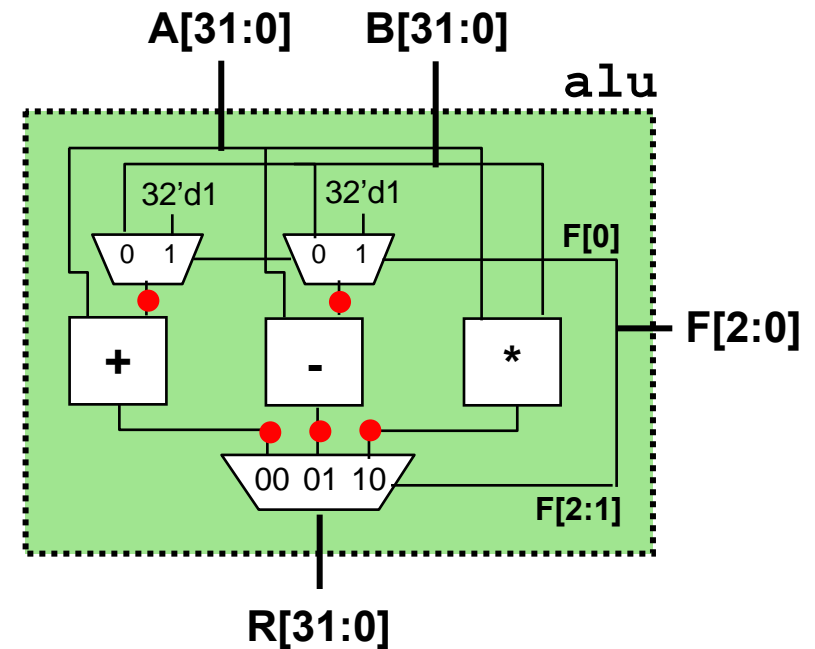 A[31:0] B[31:0]
alu
32'd1 32'd1
0 1 0 1
F[0]
F[2:0]
+ - *
00 01 10
F[2:1]
R[31:0]